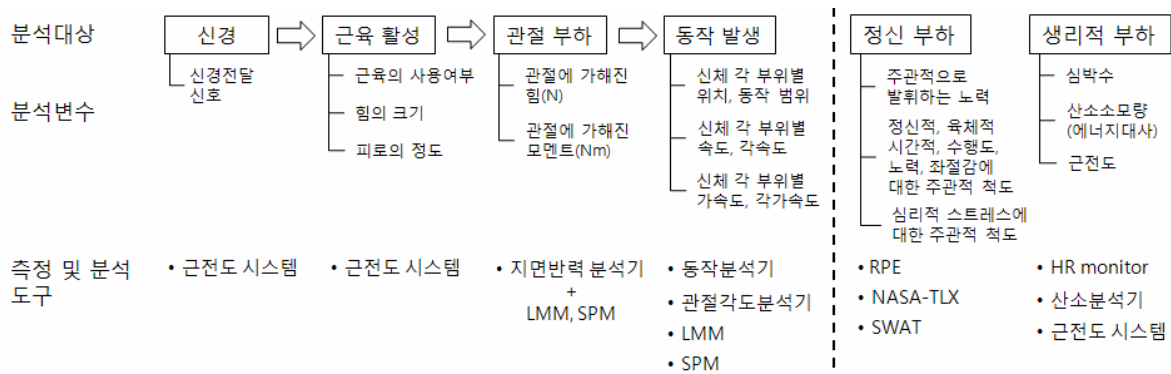 분석대상
신경
근육 활성
관절 부하
동작 발생
정신 부하
생리적 부하
분석변수
신경전달
신호
근육의 사용여부
힘의 크기
피로의 정도
관절에 가해진
힘(N)
관절에 가해진
모멘트(Nm)
신체 각 부위별
위치, 동작 범위
신체 각 부위별
속도, 각속도
신체 각 부위별
가속도, 각가속도
주관적으로
발휘하는 노력
정신적, 육체적
시간적, 수행도,
노력, 좌절감에
대한 주관적 척도
심리적 스트레스에
대한 주관적 척도
심박수
산소소모량
(에너지대사)
근전도
측정 및 분석
도구
• 근전도 시스템
• 근전도 시스템
• 지면반력 분석기
+
LMM, SPM
• 동작분석기
• 관절각도분석기
• LMM
• SPM
• RPE
• NASA-TLX
• SWAT
• HR monitor
• 산소분석기
• 근전도 시스템